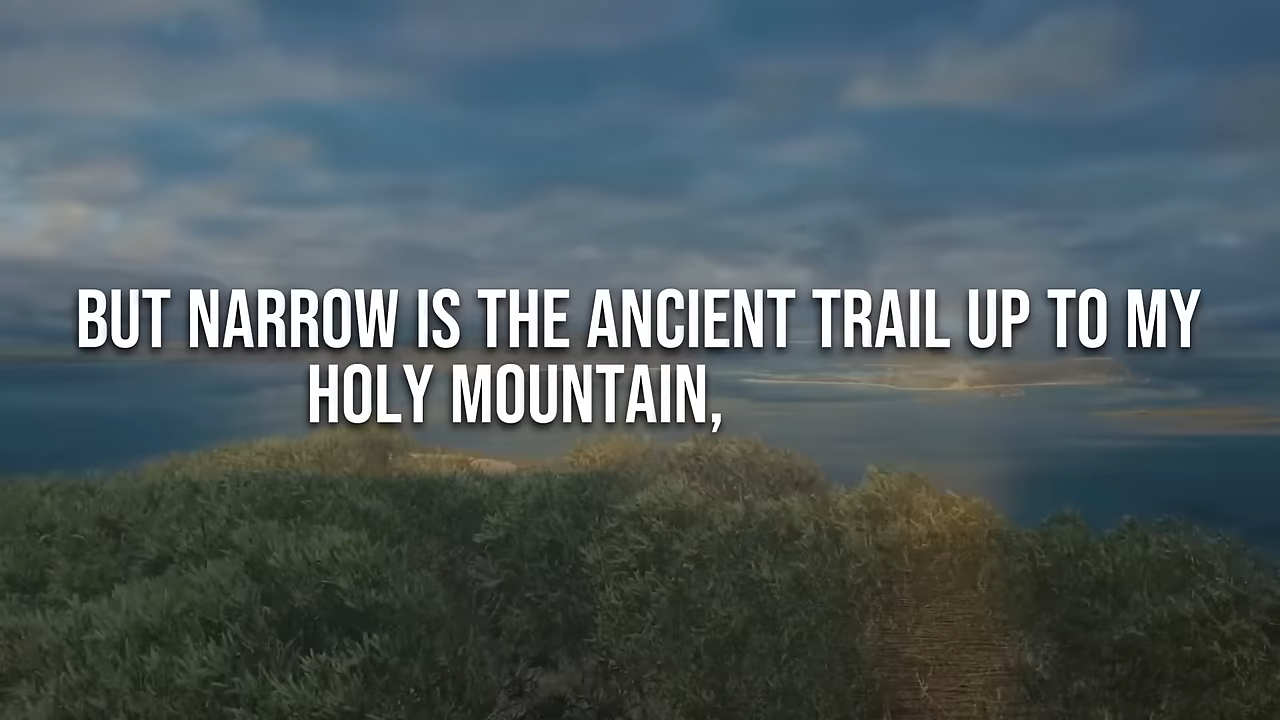 BUT NARROW IS THE ANCIENT TRAIL UP TO MY
HOLY MOUNTAIN,